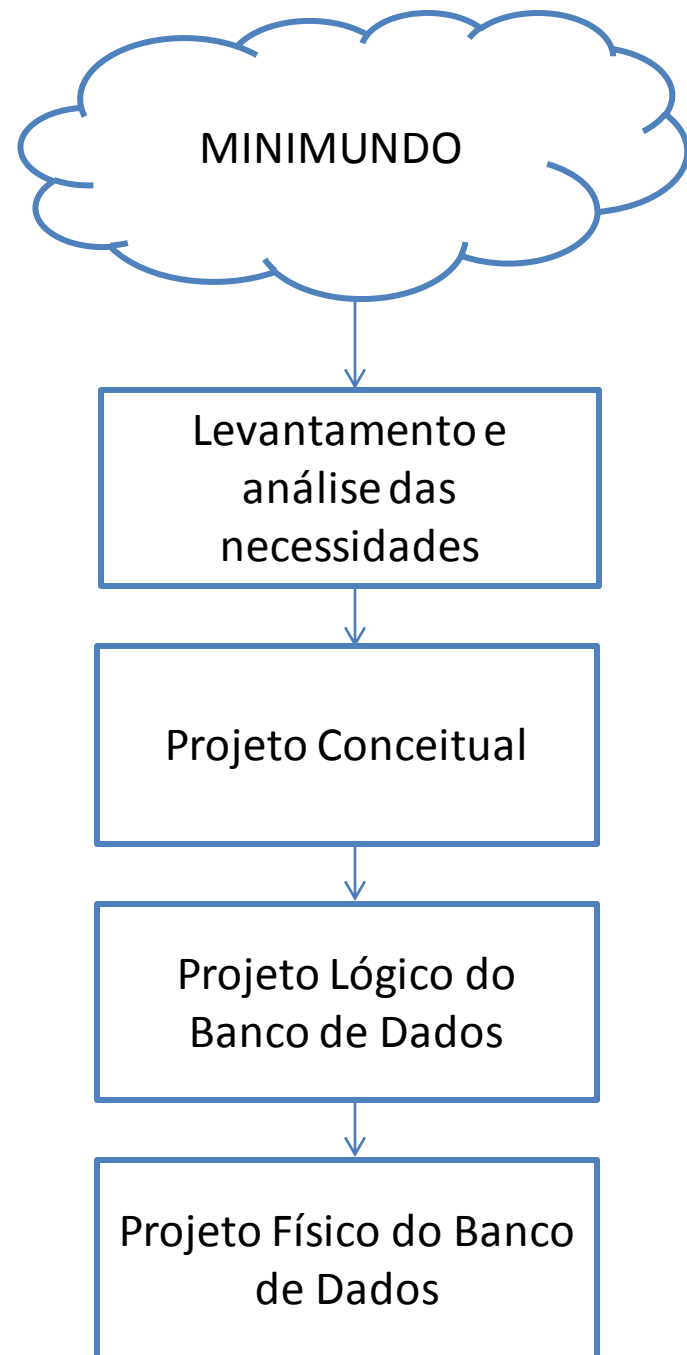 MINIMUNDO
Levantamento e
análise das
necessidades
Projeto Conceitual
Projeto Lógico do
Banco de Dados
Projeto Físico do Banco
de Dados